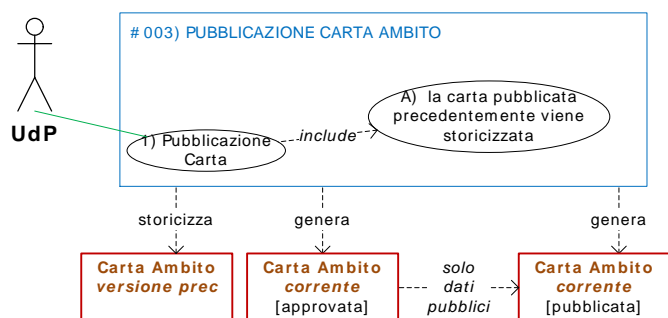 # 003) PUBBLICAZIONE CARTA AMBITO
UdP
1) Pubblicazione
Carta
include
A) la carta pubblicata
precedentemente viene
storicizzata
storicizza
genera
genera
Carta Ambito
versione prec
Carta Ambito
corrente
[approvata]
solo
dati
pubblici
Carta Ambito
corrente
[pubblicata]